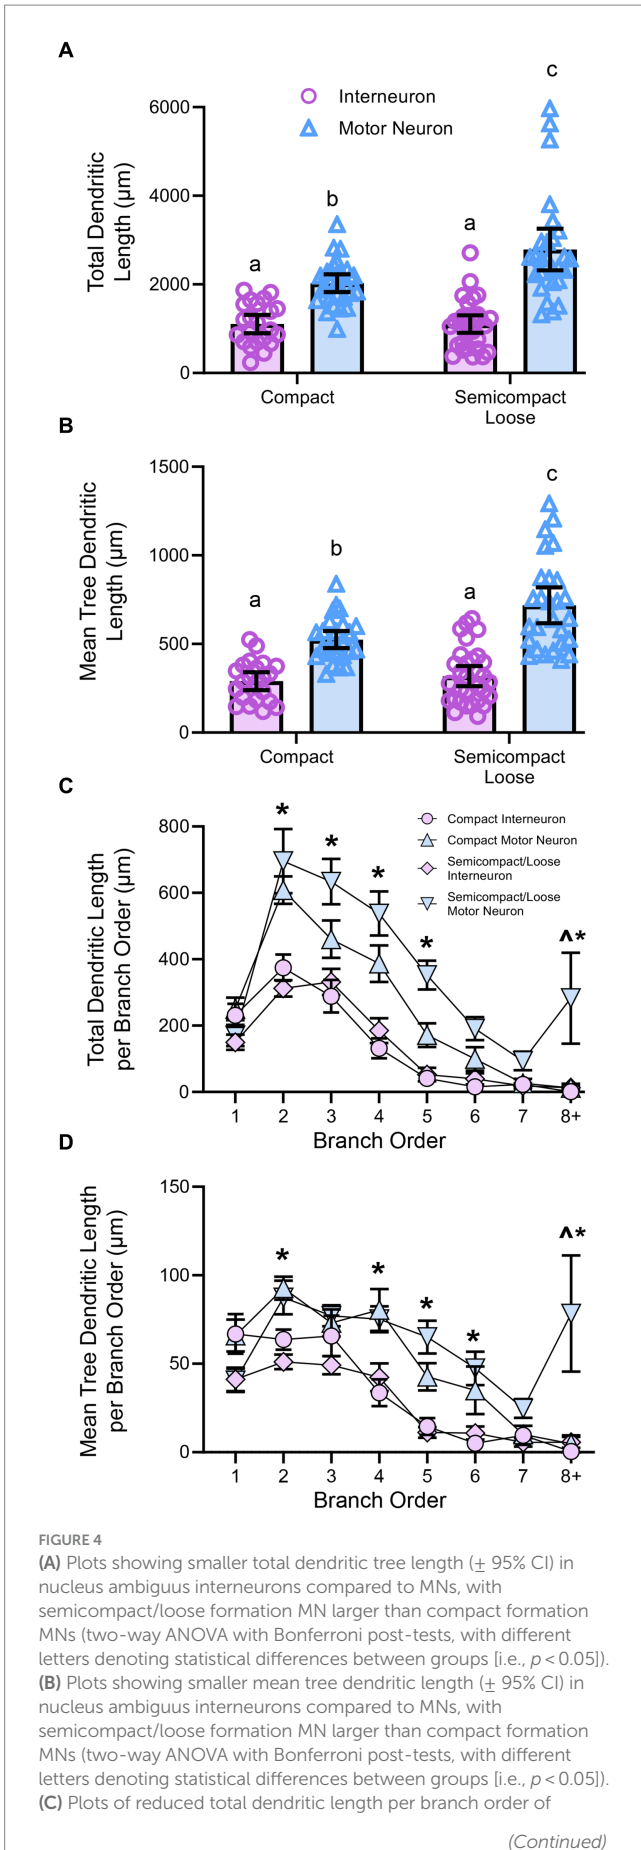 A
c
Interneuron
Motor Neuron
6000
4000
2000
0
Total Dendritic
Length (µm)
a
b
a
Compact
Semicompact
Loose
B
1500
1000
500
0
Mean Tree Dendritic
Length (µm)
a
b
a
c
Compact
Semicompact
Loose
C
800
600
400
200
0
Total Dendritic Length
per Branch Order (µm)
Compact Interneuron
Compact Motor Neuron
Semicompact/Loose
Interneuron
Semicompact/Loose
Motor Neuron
* * * * ^*
1 2 3 4 5 6 7 8+
Branch Order
D
150
100
50
0
Mean Tree Dendritic Length
per Branch Order (µm)
* * * * ^*
1 2 3 4 5 6 7 8+
Branch Order
FIGURE 4
(A) Plots showing smaller total dendritic tree length (± 95% CI) in
nucleus ambiguus interneurons compared to MNs, with
semicompact/loose formation MN larger than compact formation
MNs (two-way ANOVA with Bonferroni post-tests, with different
letters denoting statistical differences between groups [i.e., p < 0.05]).
(B) Plots showing smaller mean tree dendritic length (± 95% CI) in
nucleus ambiguus interneurons compared to MNs, with
semicompact/loose formation MN larger than compact formation
MNs (two-way ANOVA with Bonferroni post-tests, with different
letters denoting statistical differences between groups [i.e., p < 0.05]).
(C) Plots of reduced total dendritic length per branch order of
(Continued)